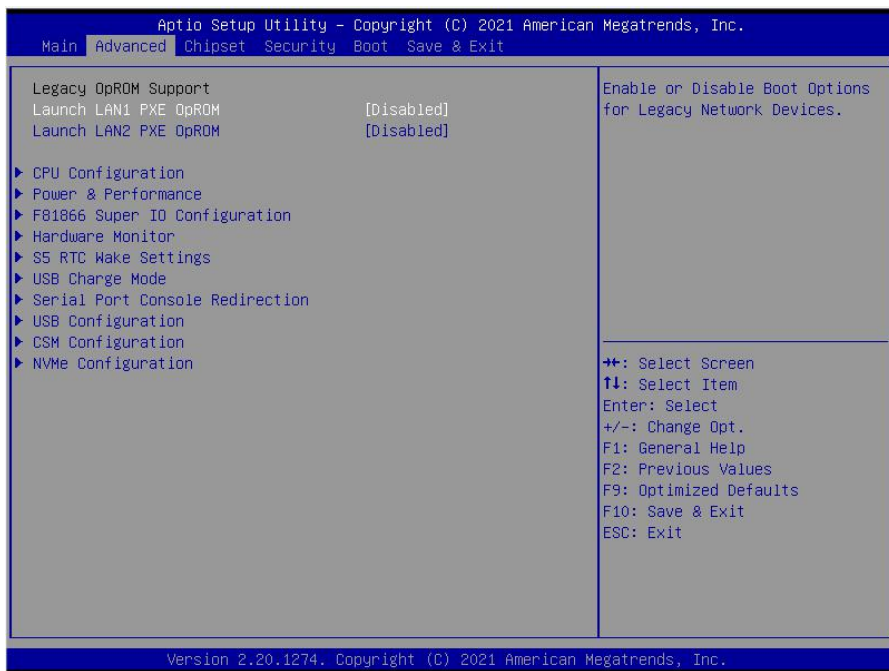 Aptio Setup Utility – Copyright (C) 2021 American Megatrends, Inc.
Main Advanced Chipset Security Boot Save & Exit
Legacy OpROM Support
Launch LAN1 PXE OpROM [Disabled]
Launch LAN2 PXE OpROM [Disabled]
▶ CPU Configuration
▶ Power & Performance
▶ F81866 Super IO Configuration
▶ Hardware Monitor
▶ S5 RTC Wake Settings
▶ USB Charge Mode
▶ Serial Port Console Redirection
▶ USB Configuration
▶ CSM Configuration
▶ NVMe Configuration
Enable or Disable Boot Options
for Legacy Network Devices.
→←: Select Screen
↑↓: Select Item
Enter: Select
+/-: Change Opt.
F1: General Help
F2: Previous Values
F9: Optimized Defaults
F10: Save & Exit
ESC: Exit
Version 2.20.1274. Copyright (C) 2021 American Megatrends, Inc.